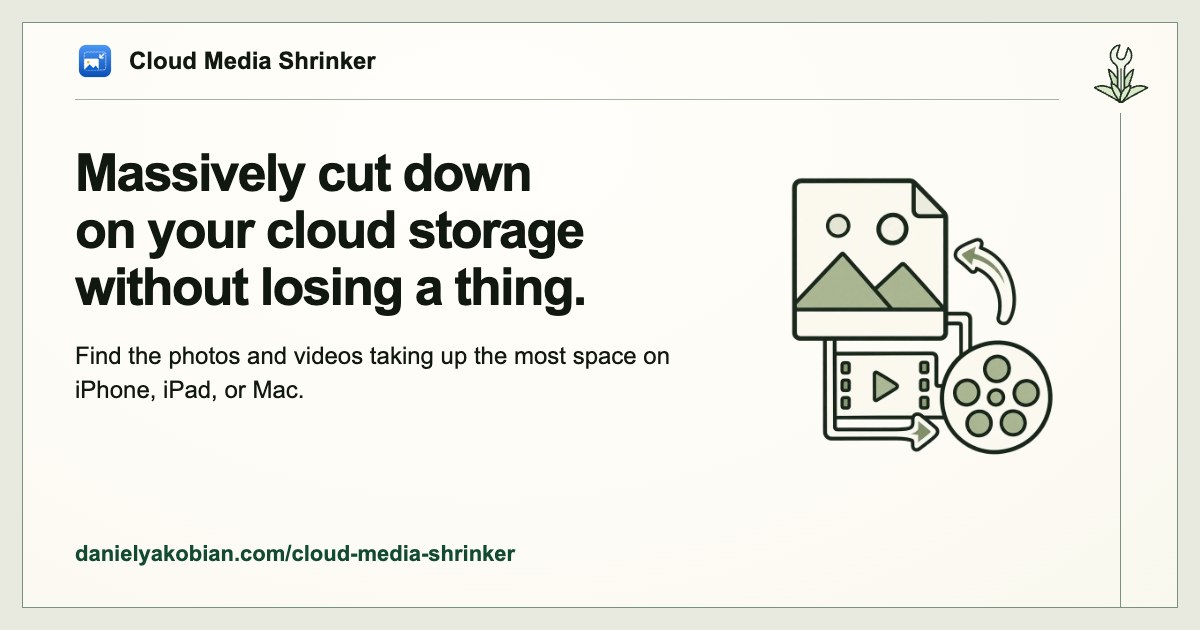 Cloud Media Shrinker
Massively cut down
on your cloud storage
without losing a thing.
Find the photos and videos taking up the most space on
iPhone, iPad, or Mac.
danielyakobian.com/cloud-media-shrinker